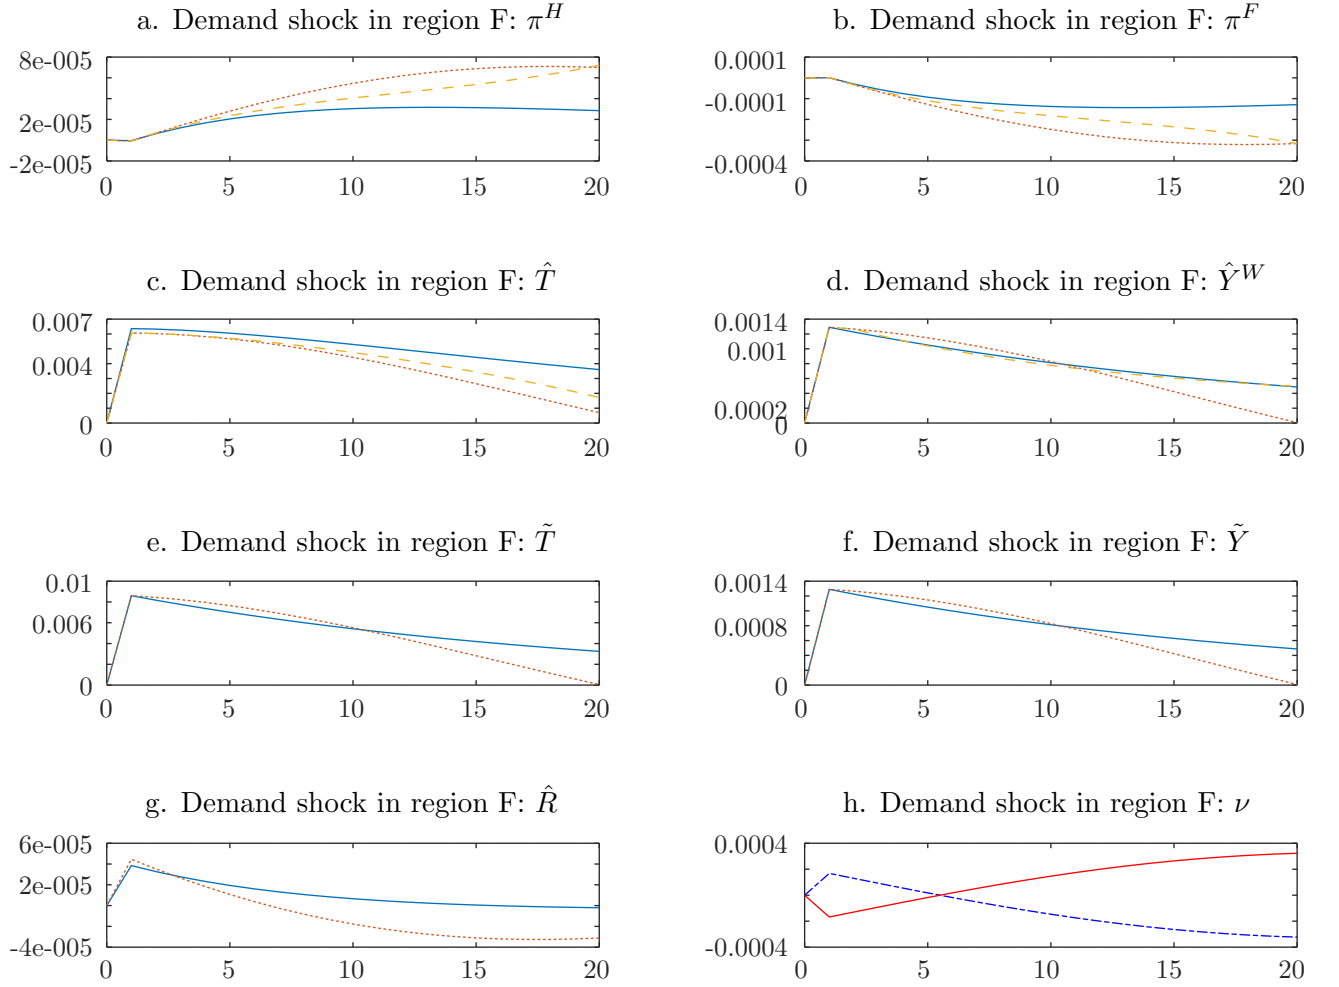 a. Demand shock in region F: π^H
8e-005
2e-005
-2e-005
0 5 10 15 20
b. Demand shock in region F: π^F
0.0001
-0.0001
-0.0004
0 5 10 15 20
c. Demand shock in region F: T̂
0.007
0.004
0
0 5 10 15 20
d. Demand shock in region F: Ŷ^W
0.0014
0.001
0.0002
0
0 5 10 15 20
e. Demand shock in region F: T̃
0.01
0.006
0
0 5 10 15 20
f. Demand shock in region F: Ỹ
0.0014
0.0008
0
0 5 10 15 20
g. Demand shock in region F: R̂
6e-005
2e-005
-4e-005
0 5 10 15 20
h. Demand shock in region F: ν
0.0004
-0.0004
0 5 10 15 20